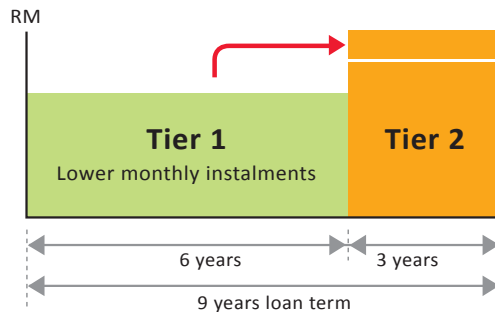 RM
Tier 1
Lower monthly instalments
Tier 2
6 years
3 years
9 years loan term